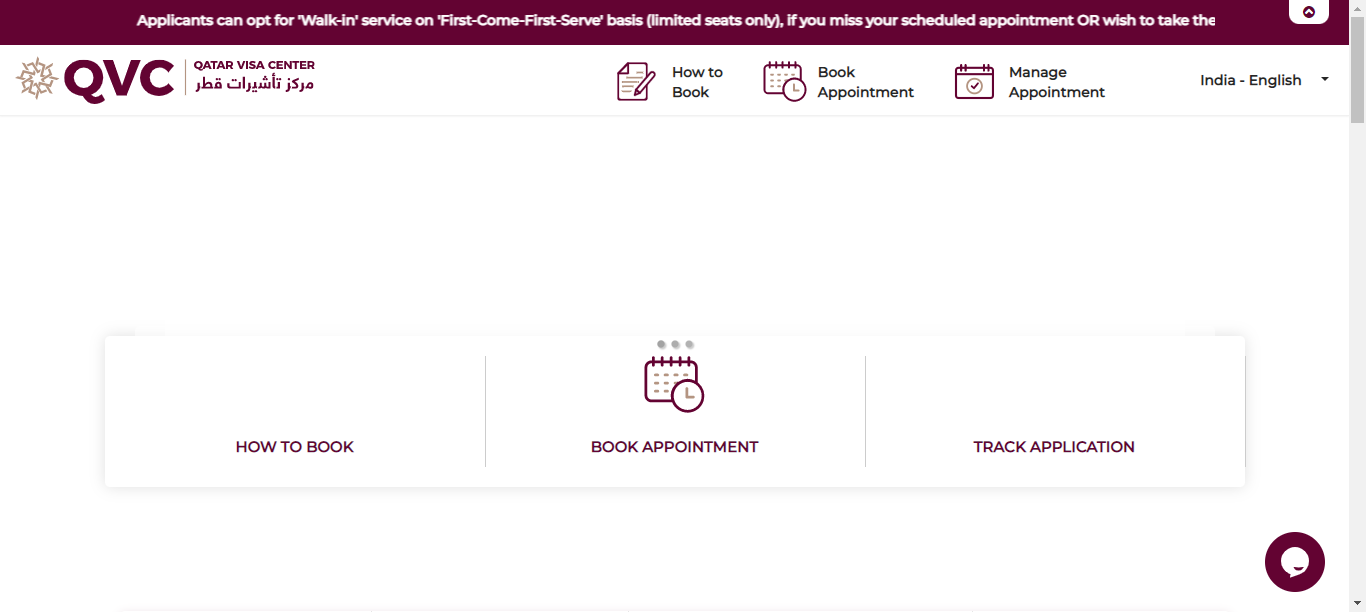 Applicants can opt for 'Walk-in' service on 'First-Come-First-Serve' basis (limited seats only), if you miss your scheduled appointment OR wish to take the
QVC
QATAR VISA CENTER
مركز تأشيرات قطر
How to
Book
Book
Appointment
Manage
Appointment
India - English
HOW TO BOOK
BOOK APPOINTMENT
TRACK APPLICATION